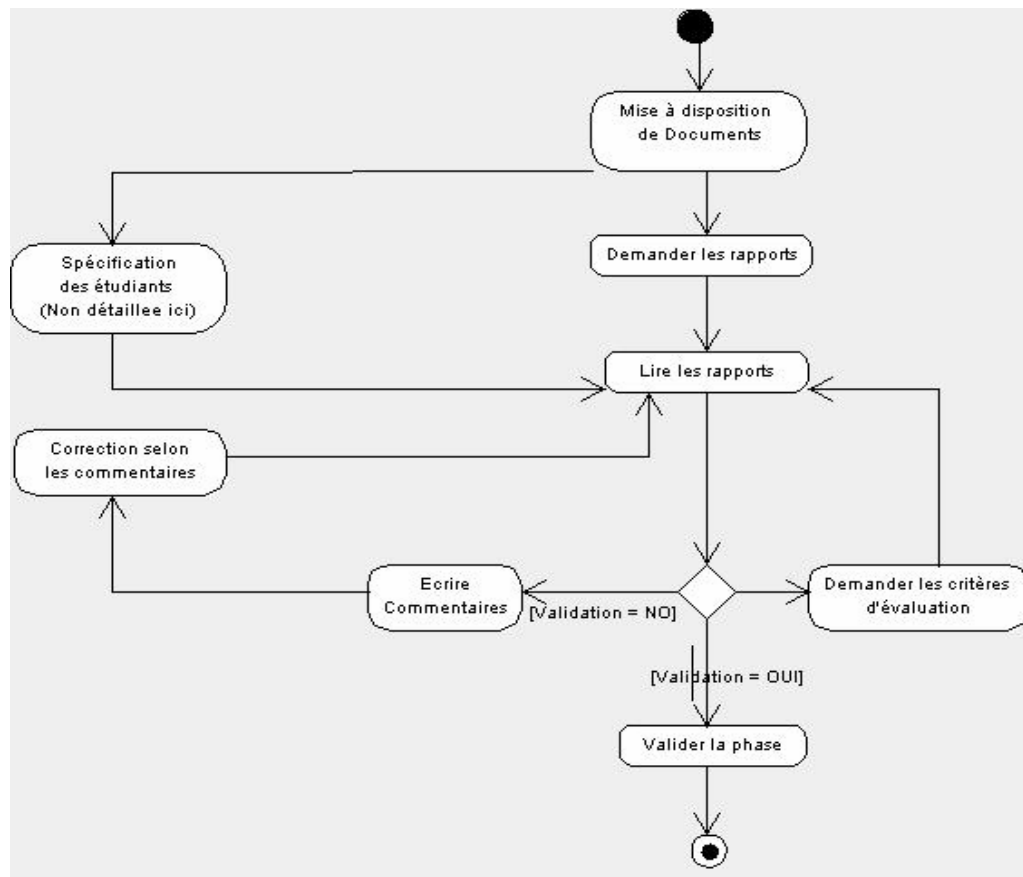 Mise à disposition
de Documents
Demander les rapports
Spécification
des étudiants
(Non détaillee ici)
Lire les rapports
Correction selon
les commentaires
Ecrire
Commentaires
[Validation = NO]
Demander les critères
d'évaluation
[Validation = OUI]
Valider la phase